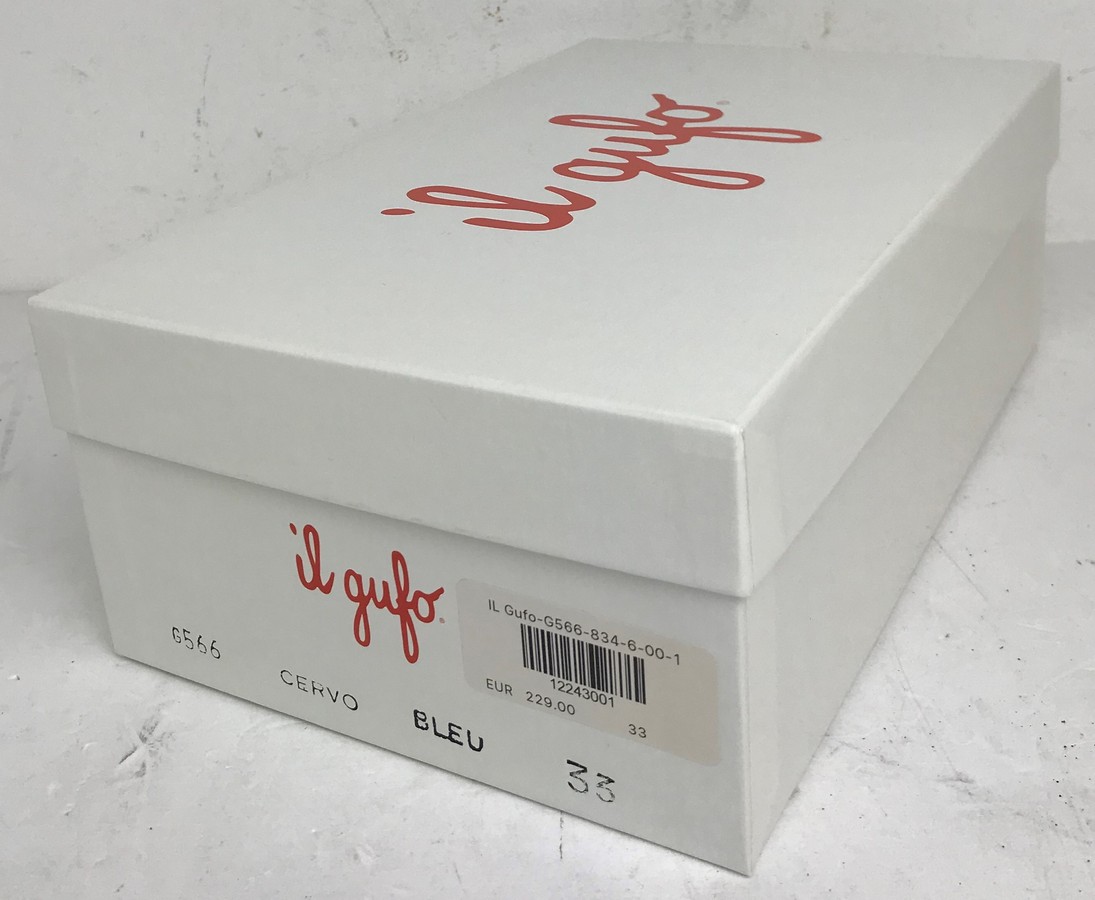 il gufo
il gufo
IL Gufo-G566-834-6-00-1
12243001
EUR 229.00
33
G566 CERVO BLEU 33